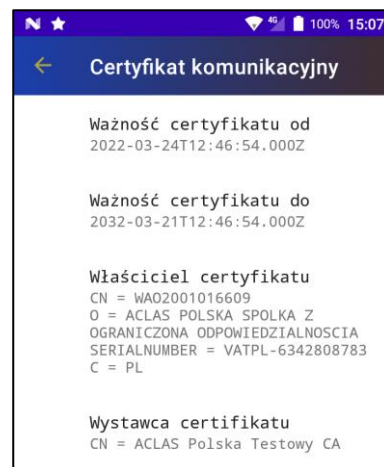 4G 100% 15:07
Certyfikat komunikacyjny
Ważność certyfikatu od
2022-03-24T12:46:54.000Z
Ważność certyfikatu do
2032-03-21T12:46:54.000Z
Właściciel certyfikatu
CN = WAO2001016609
O = ACLAS POLSKA SPOLKA Z
OGRANICZONA ODPOWIEDZIALNOSCIA
SERIALNUMBER = VATPL-6342808783
C = PL
Wystawca certifikatu
CN = ACLAS Polska Testowy CA